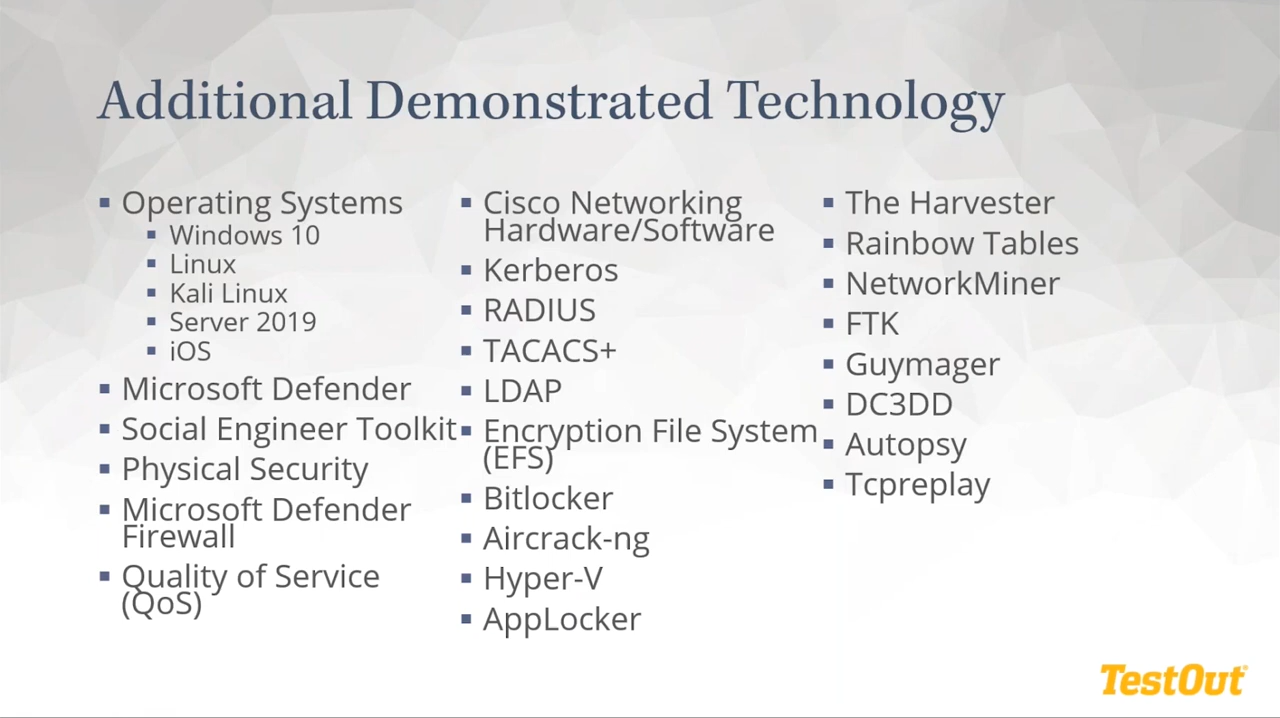 Additional Demonstrated Technology
Operating Systems
Windows 10
Linux
Kali Linux
Server 2019
iOS
Microsoft Defender
Social Engineer Toolkit
Physical Security
Microsoft Defender
Firewall
Quality of Service
(QoS)
Cisco Networking
Hardware/Software
Kerberos
RADIUS
TACACS+
LDAP
Encryption File System
(EFS)
Bitlocker
Aircrack-ng
Hyper-V
AppLocker
The Harvester
Rainbow Tables
NetworkMiner
FTK
Guymager
DC3DD
Autopsy
Tcpreplay
TestOut